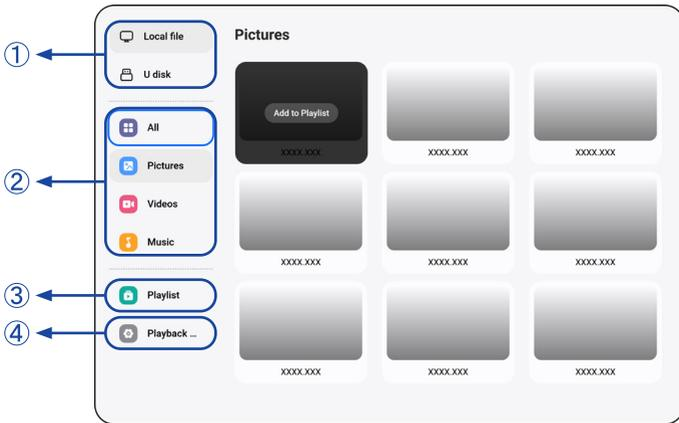 ①
Local file
U disk
②
All
Pictures
Videos
Music
③
Playlist
④
Playback ...
Pictures
Add to Playlist
XXXX.XXX
XXXX.XXX
XXXX.XXX
XXXX.XXX
XXXX.XXX
XXXX.XXX
XXXX.XXX
XXXX.XXX
XXXX.XXX